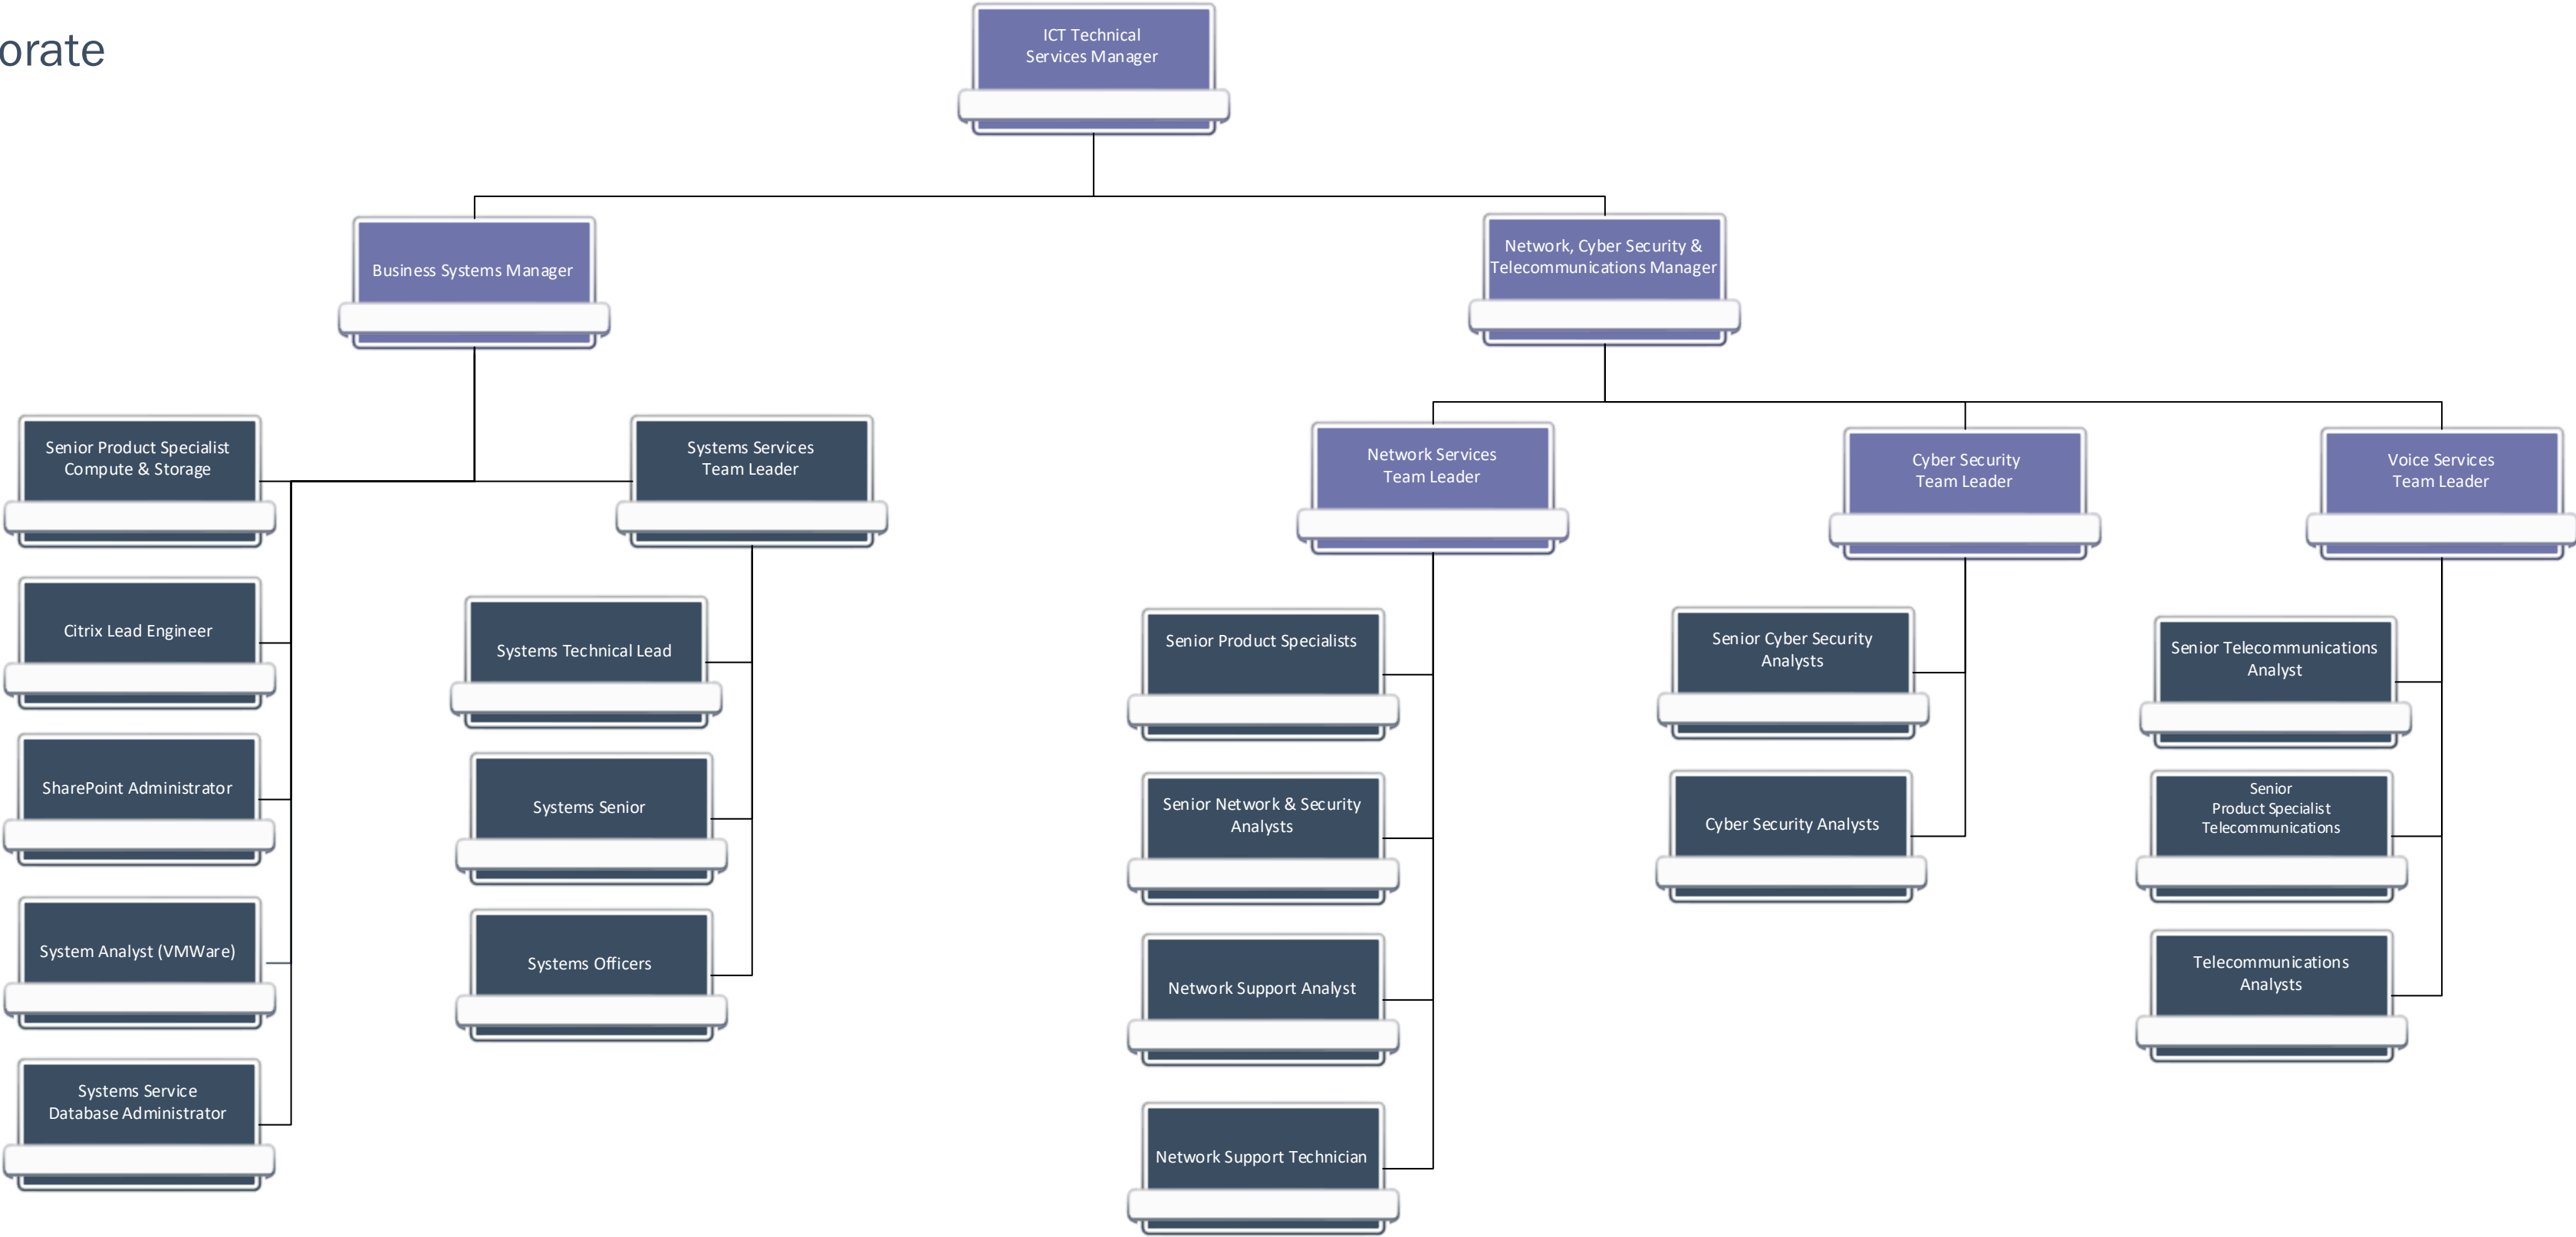 orate
ICT Technical
Services Manager
Business Systems Manager
Network, Cyber Security &
Telecommunications Manager
Senior Product Specialist
Compute & Storage
Systems Services
Team Leader
Network Services
Team Leader
Cyber Security
Team Leader
Voice Services
Team Leader
Citrix Lead Engineer
SharePoint Administrator
System Analyst (VMWare)
Systems Service
Database Administrator
Systems Technical Lead
Systems Senior
Systems Officers
Senior Product Specialists
Senior Network & Security
Analysts
Network Support Analyst
Network Support Technician
Senior Cyber Security
Analysts
Cyber Security Analysts
Senior Telecommunications
Analyst
Senior
Product Specialist
Telecommunications
Telecommunications
Analysts